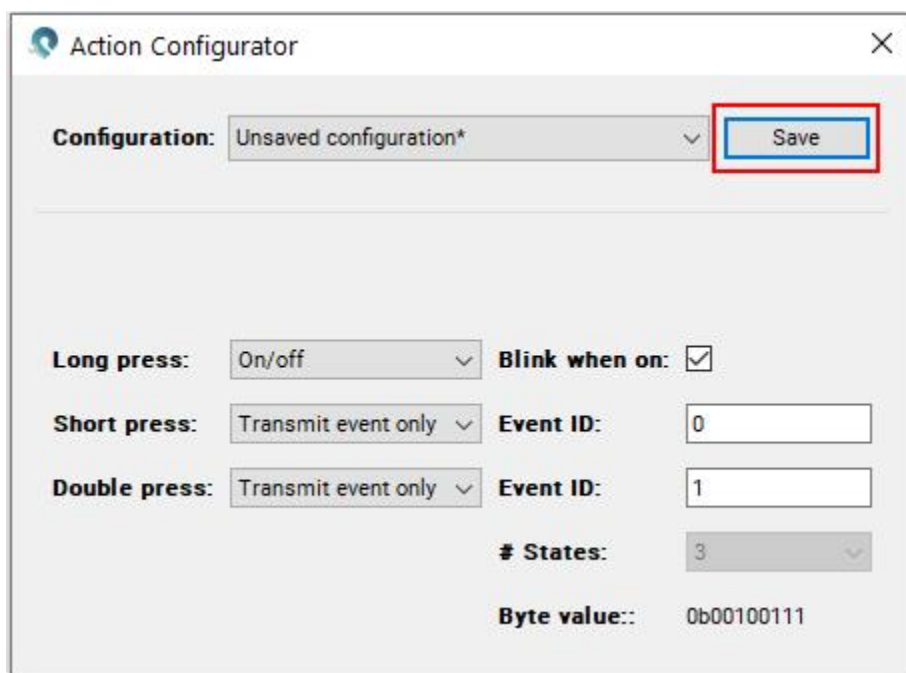 Action Configurator
Configuration: Unsaved configuration* Save
Long press: On/off Blink when on:
Short press: Transmit event only Event ID: 0
Double press: Transmit event only Event ID: 1
# States: 3
Byte value:: 0b00100111